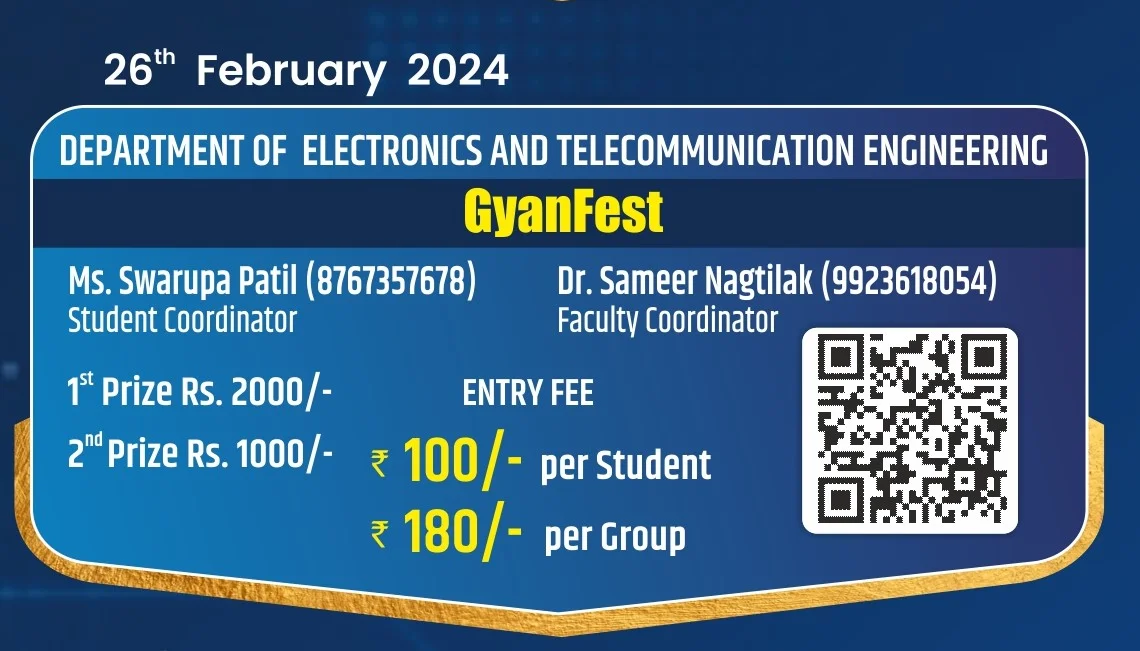 26th February 2024
DEPARTMENT OF ELECTRONICS AND TELECOMMUNICATION ENGINEERING
GyanFest
Ms. Swarupa Patil (8767357678)
Student Coordinator
Dr. Sameer Nagtilak (9923618054)
Faculty Coordinator
1st Prize Rs. 2000/-
2nd Prize Rs. 1000/-
ENTRY FEE
₹ 100/- per Student
₹ 180/- per Group